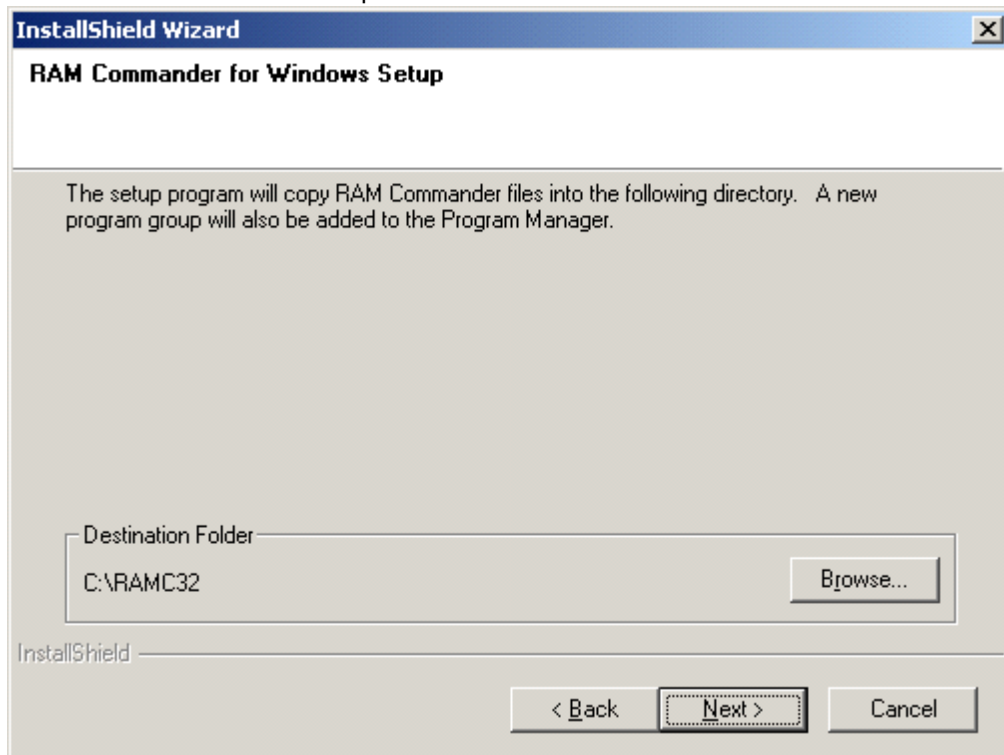 InstallShield Wizard
RAM Commander for Windows Setup
The setup program will copy RAM Commander files into the following directory.   A new
program group will also be added to the Program Manager.
Destination Folder
C:\RAMC32
Browse...
InstallShield
< Back
Next >
Cancel